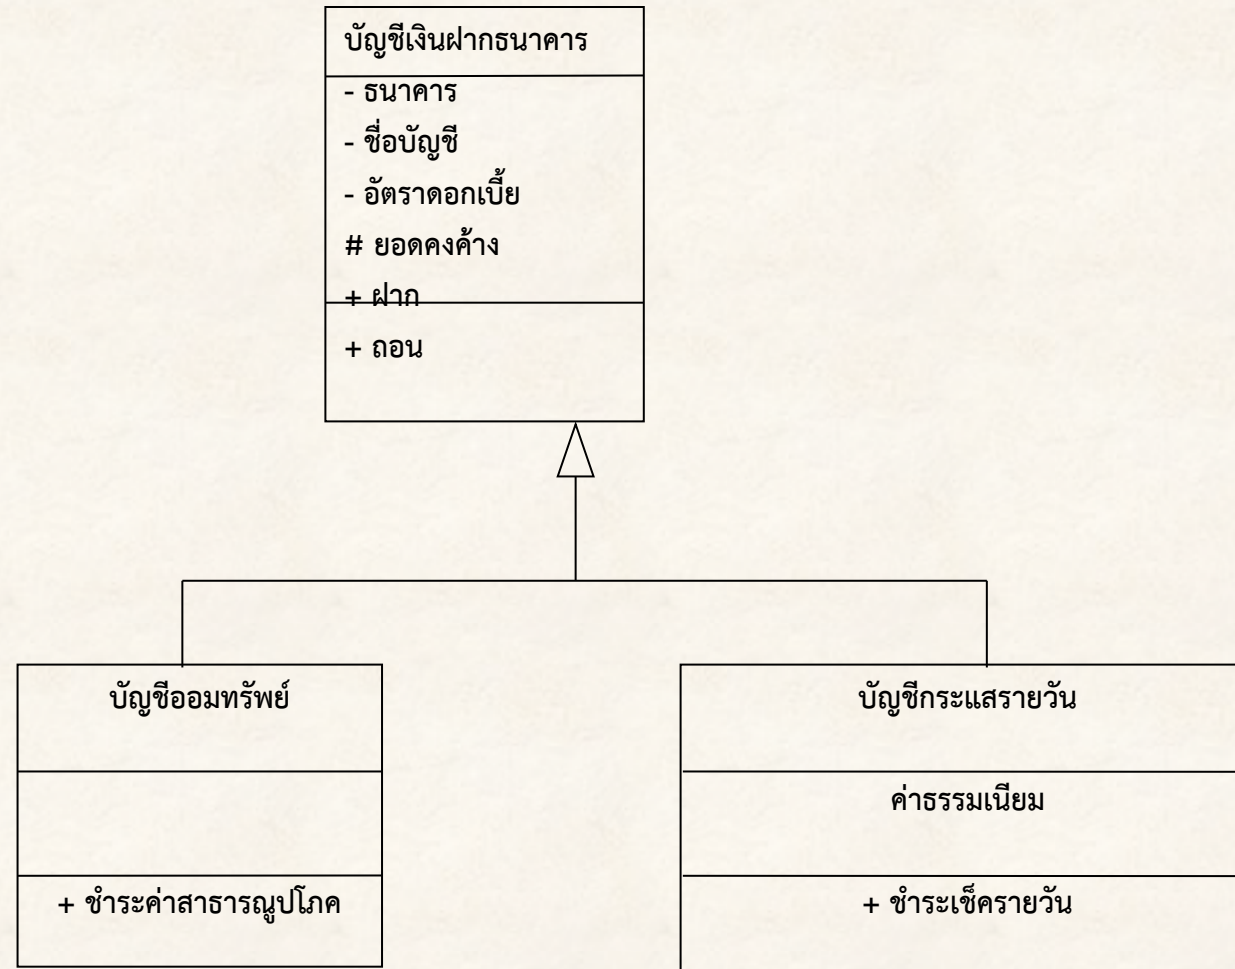 บัญชีเงินฝากธนาคาร
- ธนาคาร
- ชื่อบัญชี
- อัตราดอกเบี้ย
# ยอดคงค้าง
+ ฝาก
+ ถอน
บัญชีออมทรัพย์
+ ชำระค่าสาธารณูปโภค
บัญชีกระแสรายวัน
ค่าธรรมเนียม
+ ชำระเช็ครายวัน